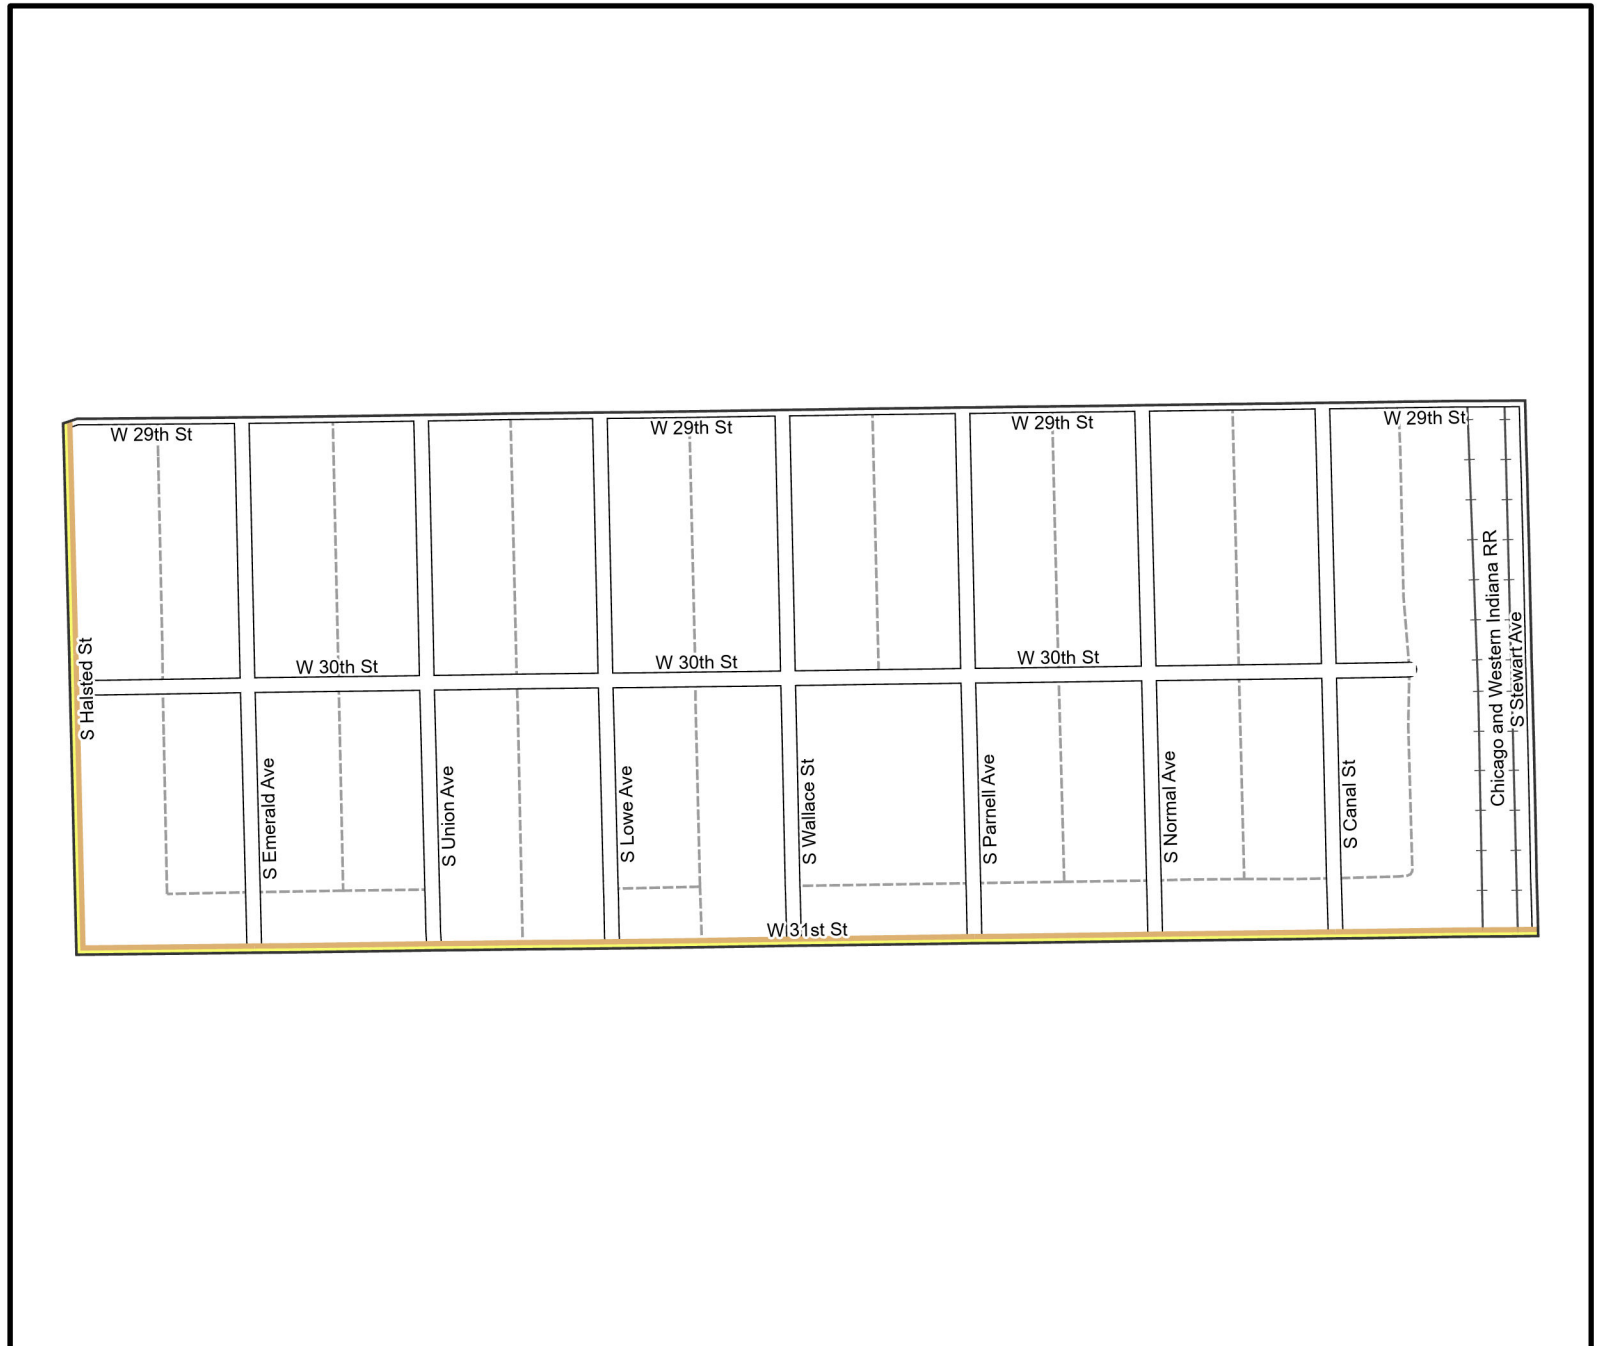 W 29th St
W 29th St
W 29th St
W 29th St
S Halsted St
W 30th St
W 30th St
W 30th St
Chicago and Western Indiana RR
S Stewart Ave
S Emerald Ave
S Union Ave
S Lowe Ave
S Wallace St
S Parnell Ave
S Normal Ave
S Canal St
W 31st St